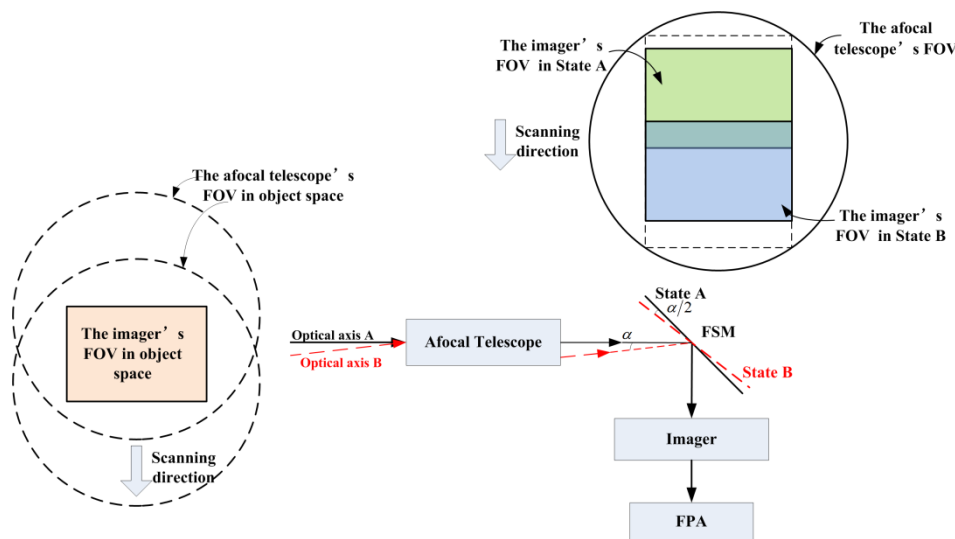 The imager’s
FOV in State A
The afocal
telescope’s FOV
Scanning
direction
The imager’s
FOV in State B
The afocal telescope’s
FOV in object space
The imager’s
FOV in object
space
Scanning
direction
Optical axis A
Optical axis B
Afocal Telescope
α
State A
α/2
FSM
State B
Imager
FPA